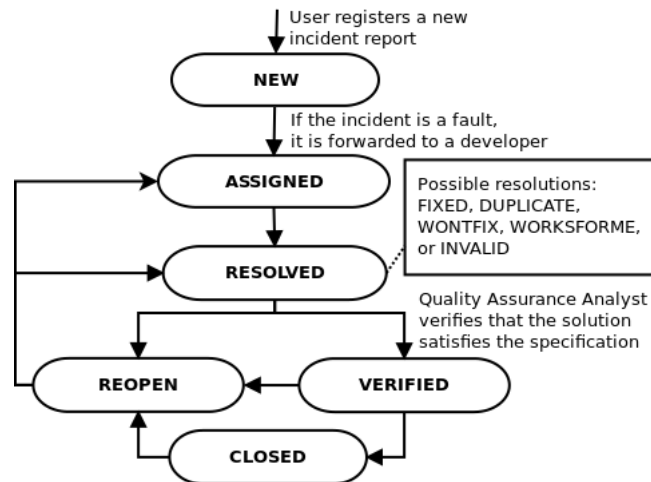 User registers a new
incident report
NEW
If the incident is a fault,
it is forwarded to a developer
ASSIGNED
Possible resolutions:
FIXED, DUPLICATE,
WONTFIX, WORKSFORME,
or INVALID
RESOLVED
Quality Assurance Analyst
verifies that the solution
satisfies the specification
REOPEN
VERIFIED
CLOSED